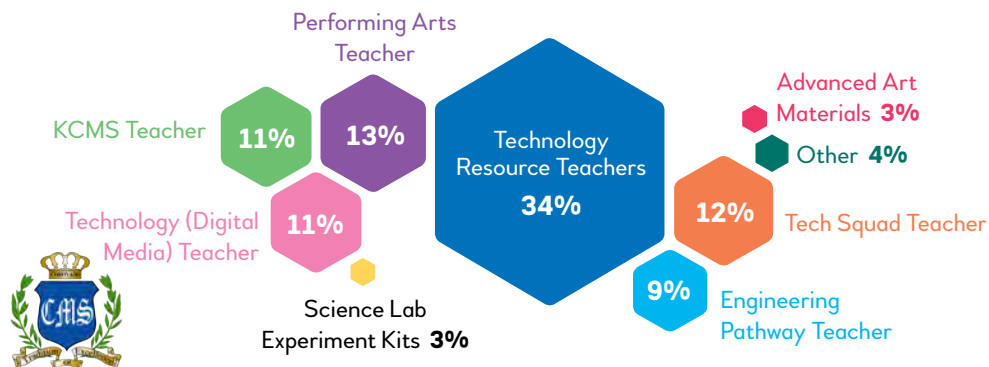 Performing Arts
Teacher
KCMS Teacher
11%
13%
Technology (Digital
Media) Teacher
11%
Science Lab
Experiment Kits 3%
Technology
Resource Teachers
34%
Advanced Art
Materials 3%
Other 4%
12%
Tech Squad Teacher
9%
Engineering
Pathway Teacher
CMS